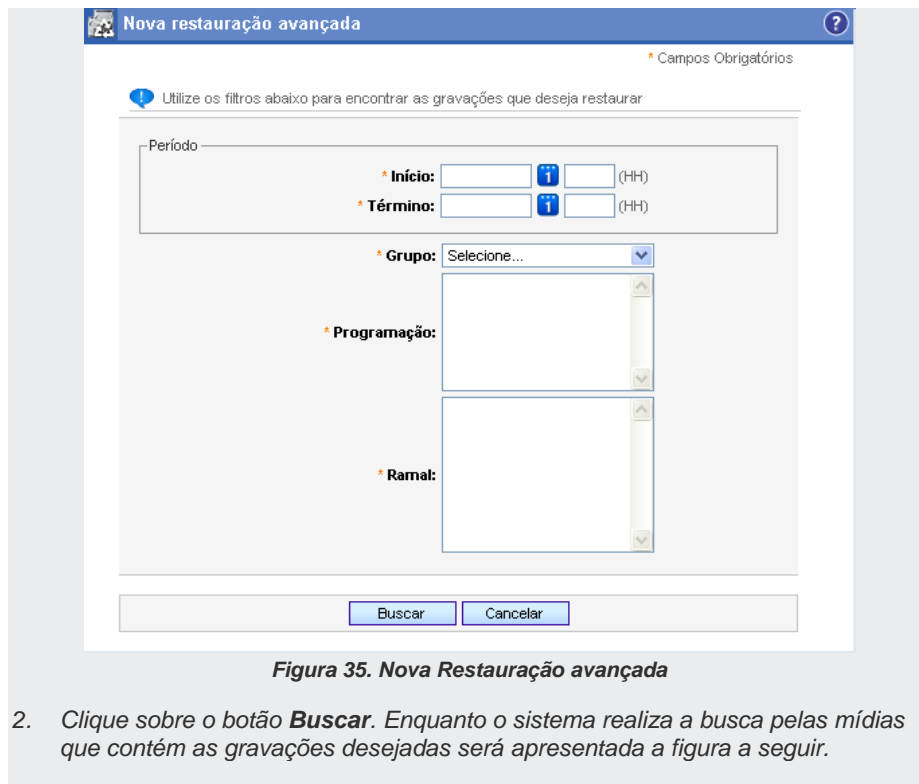 Nova restauração avançada
?
* Campos Obrigatórios
Utilize os filtros abaixo para encontrar as gravações que deseja restaurar
Período
* Início: 1 (HH)
* Término: 1 (HH)
* Grupo: Selecione...
* Programação:
* Ramal:
Buscar Cancelar
Figura 35. Nova Restauração avançada
2. Clique sobre o botão Buscar. Enquanto o sistema realiza a busca pelas mídias
que contém as gravações desejadas será apresentada a figura a seguir.